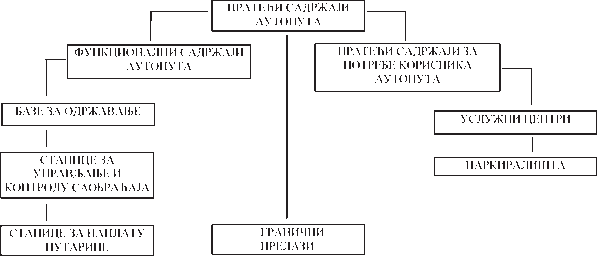 ПРАТЕЋИ САДРЖАЈИ
АУТОПУТА
ФУНКЦИОНАЛНИ САДРЖАЈИ
АУТОПУТА
ПРАТЕЋИ САДРЖАЈИ ЗА
ПОТРЕБЕ КОРИСНИКА
АУТОПУТА
БАЗЕ ЗА ОДРЖАВАЊЕ
УСЛУЖНИ ЦЕНТРИ
СТАНИЦЕ ЗА
УПРАВЉАЊЕ И
КОНТРОЛУ САОБРАЋАЈА
ПАРКИРАЛИШТА
СТАНИЦЕ ЗА НАПЛАТУ
ПУТАРИНЕ
ГРАНИЧНИ
ПРЕЛАЗИ